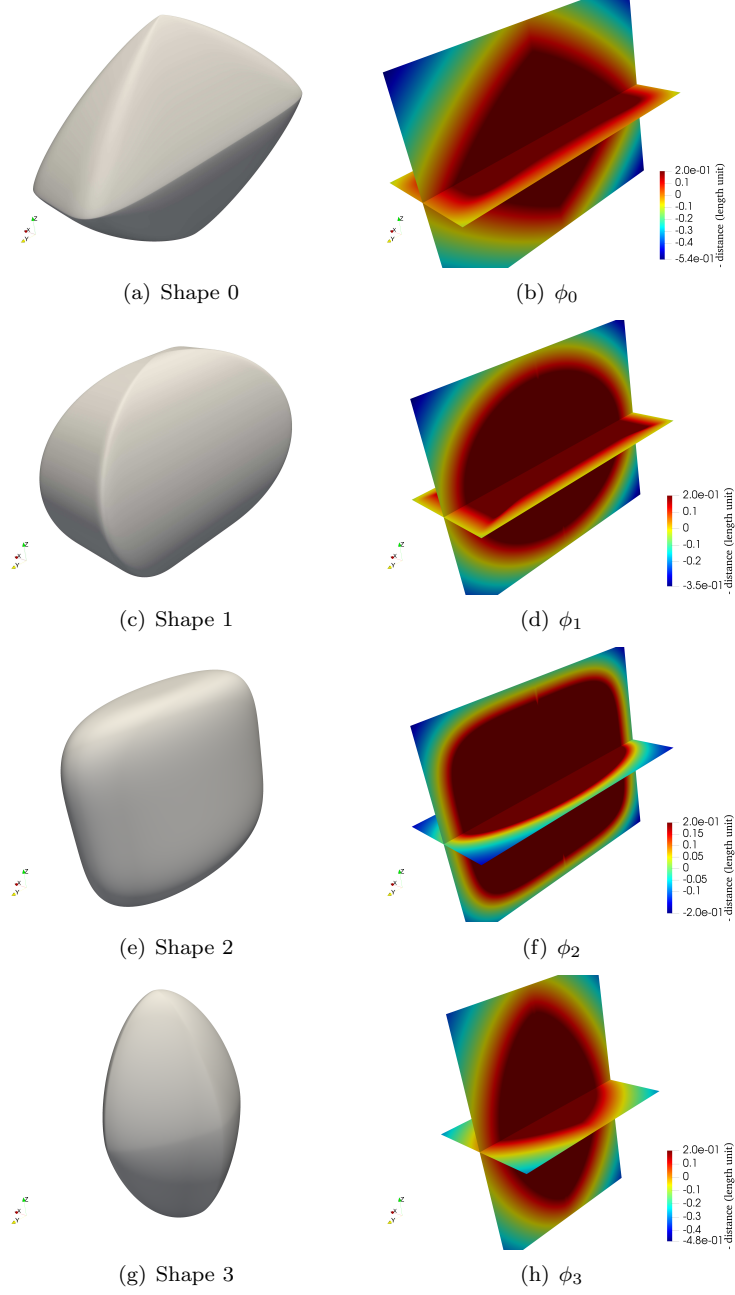 2.0e-01
0.1
0
-0.1
-0.2
-0.3
-0.4
-5.4e-01
- distance (length unit)
Z
X
Y
Z
X
Y
(a) Shape 0
(b) ϕ₀
2.0e-01
0.1
0
-0.1
-0.2
-3.5e-01
- distance (length unit)
Z
X
Y
Z
X
Y
(c) Shape 1
(d) ϕ₁
2.0e-01
0.15
0.1
0.05
0
-0.05
-0.1
-2.0e-01
- distance (length unit)
Z
X
Y
Z
X
Y
(e) Shape 2
(f) ϕ₂
2.0e-01
0.1
0
-0.1
-0.2
-0.3
-0.4
-4.8e-01
- distance (length unit)
Z
X
Y
Z
X
Y
(g) Shape 3
(h) ϕ₃